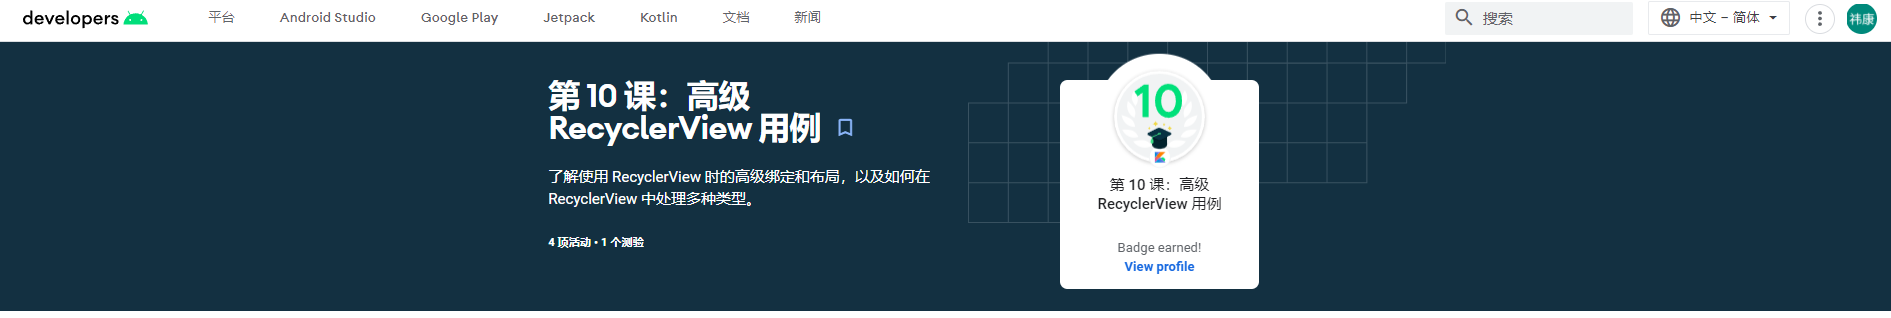 developers 平台 Android Studio Google Play Jetpack Kotlin 文档 新闻 搜索 中文 – 简体 祎康
第 10 课：高级
RecyclerView 用例
了解使用 RecyclerView 时的高级绑定和布局，以及如何在
RecyclerView 中处理多种类型。
4 项活动 • 1 个测验
10
第 10 课：高级
RecyclerView 用例
Badge earned!
View profile